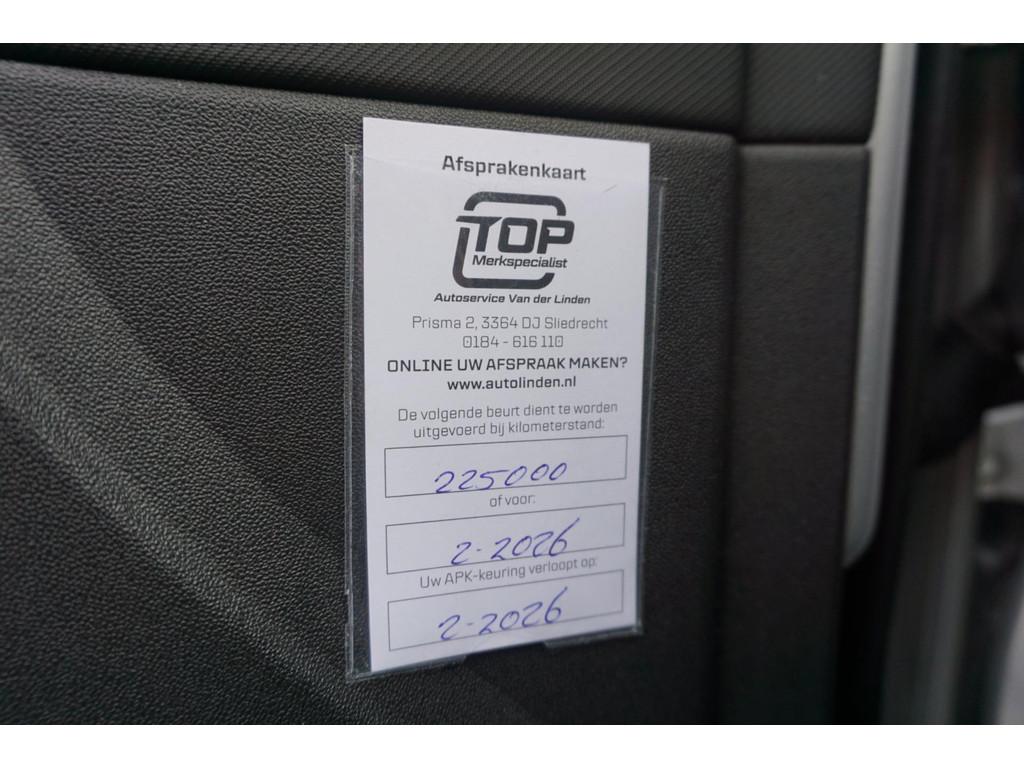 Afsprakenkaart
TOP
Merkspecialist
Autoservice Van der Linden
Prisma 2, 3364 DJ Sliedrecht
0184 - 616 110
ONLINE UW AFSPRAAK MAKEN?
www.autolinden.nl
De volgende beurt dient te worden
uitgevoerd bij kilometerstand:
225000
of voor:
2-2026
Uw APK-keuring verloopt op:
2-2026